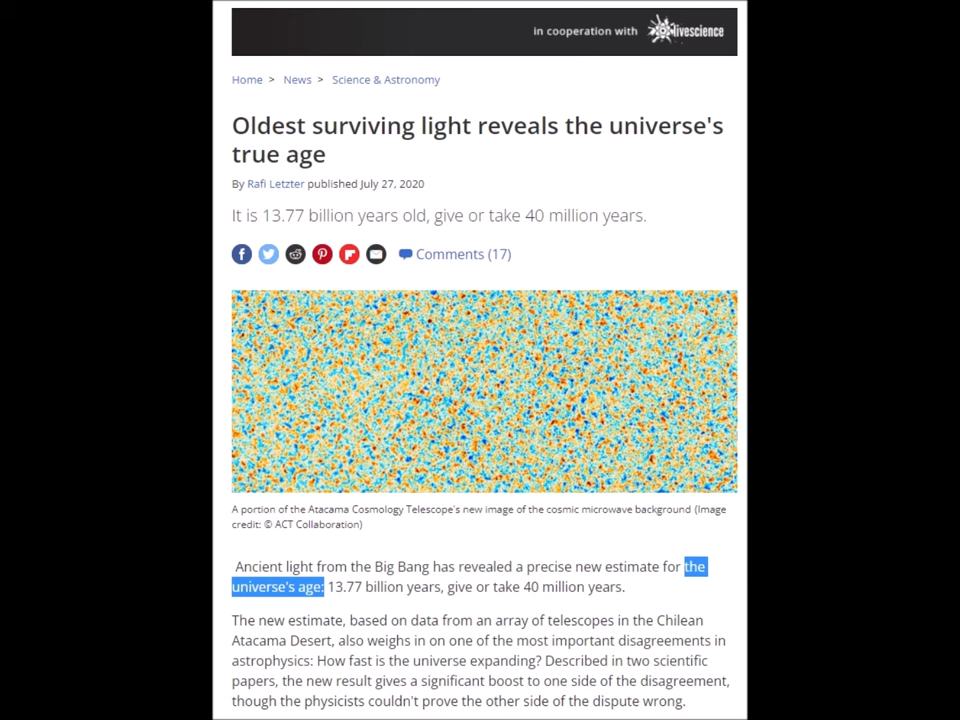 in cooperation with livescience
Home > News > Science & Astronomy
Oldest surviving light reveals the universe's
true age
By Rafi Letzter published July 27, 2020
It is 13.77 billion years old, give or take 40 million years.
Comments (17)
A portion of the Atacama Cosmology Telescope's new image of the cosmic microwave background (Image
credit: © ACT Collaboration)
Ancient light from the Big Bang has revealed a precise new estimate for the
universe's age: 13.77 billion years, give or take 40 million years.
The new estimate, based on data from an array of telescopes in the Chilean
Atacama Desert, also weighs in on one of the most important disagreements in
astrophysics: How fast is the universe expanding? Described in two scientific
papers, the new result gives a significant boost to one side of the disagreement,
though the physicists couldn't prove the other side of the dispute wrong.